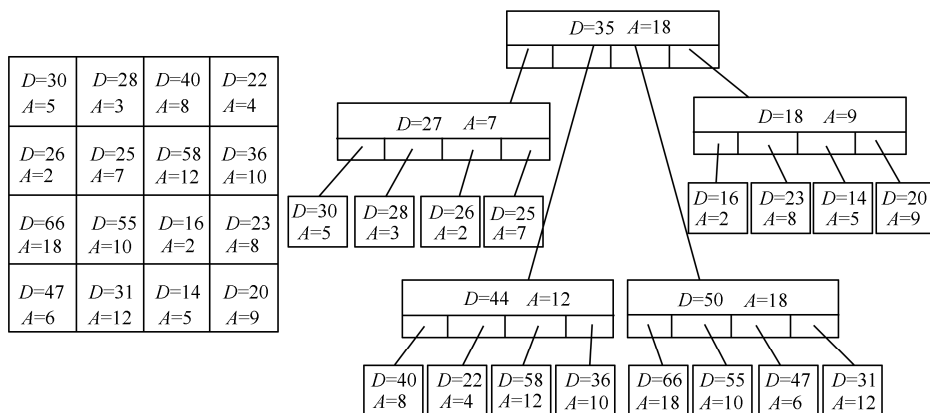 D=35 A=18
D=30 D=28 D=40 D=22
A=5 A=3 A=8 A=4
D=26 D=25 D=58 D=36
A=2 A=7 A=12 A=10
D=66 D=55 D=16 D=23
A=18 A=10 A=2 A=8
D=47 D=31 D=14 D=20
A=6 A=12 A=5 A=9
D=27 A=7
D=18 A=9
D=30 D=28 D=26 D=25
A=5 A=3 A=2 A=7
D=16 D=23 D=14 D=20
A=2 A=8 A=5 A=9
D=44 A=12
D=50 A=18
D=40 D=22 D=58 D=36
A=8 A=4 A=12 A=10
D=66 D=55 D=47 D=31
A=18 A=10 A=6 A=12